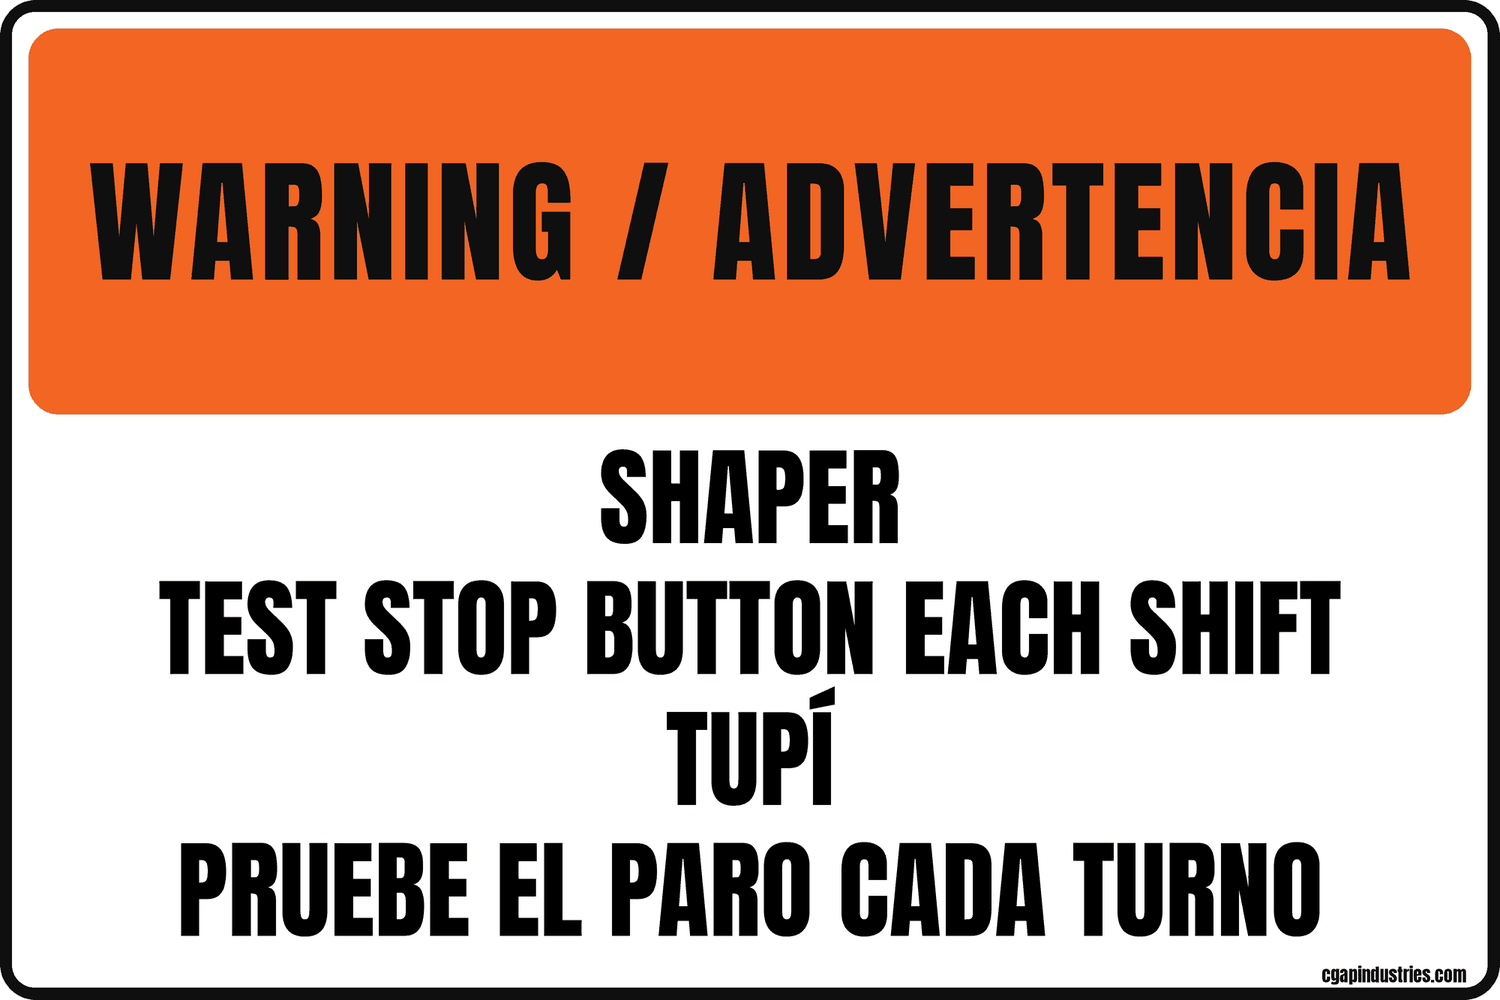 WARNING / ADVERTENCIA
SHAPER
TEST STOP BUTTON EACH SHIFT
TUPÍ
PRUEBE EL PARO CADA TURNO
cgapindustries.com